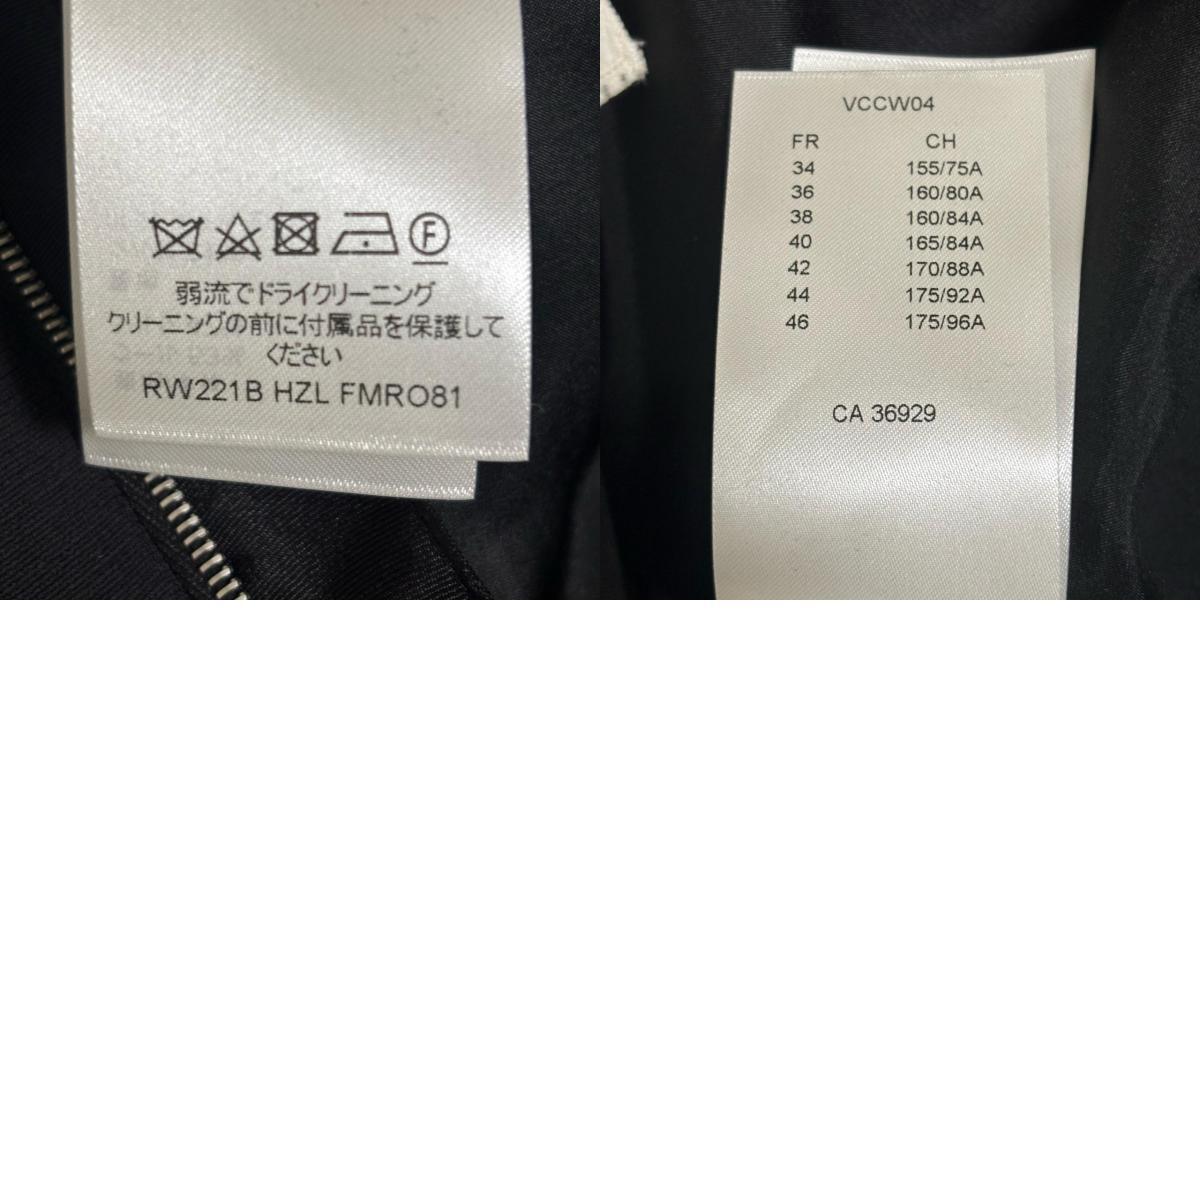 F
弱流でドライクリーニング
クリーニングの前に付属品を保護して
ください
RW221B HZL FMRO81
VCCW04
FR CH
34 155/75A
36 160/80A
38 160/84A
40 165/84A
42 170/88A
44 175/92A
46 175/96A
CA 36929